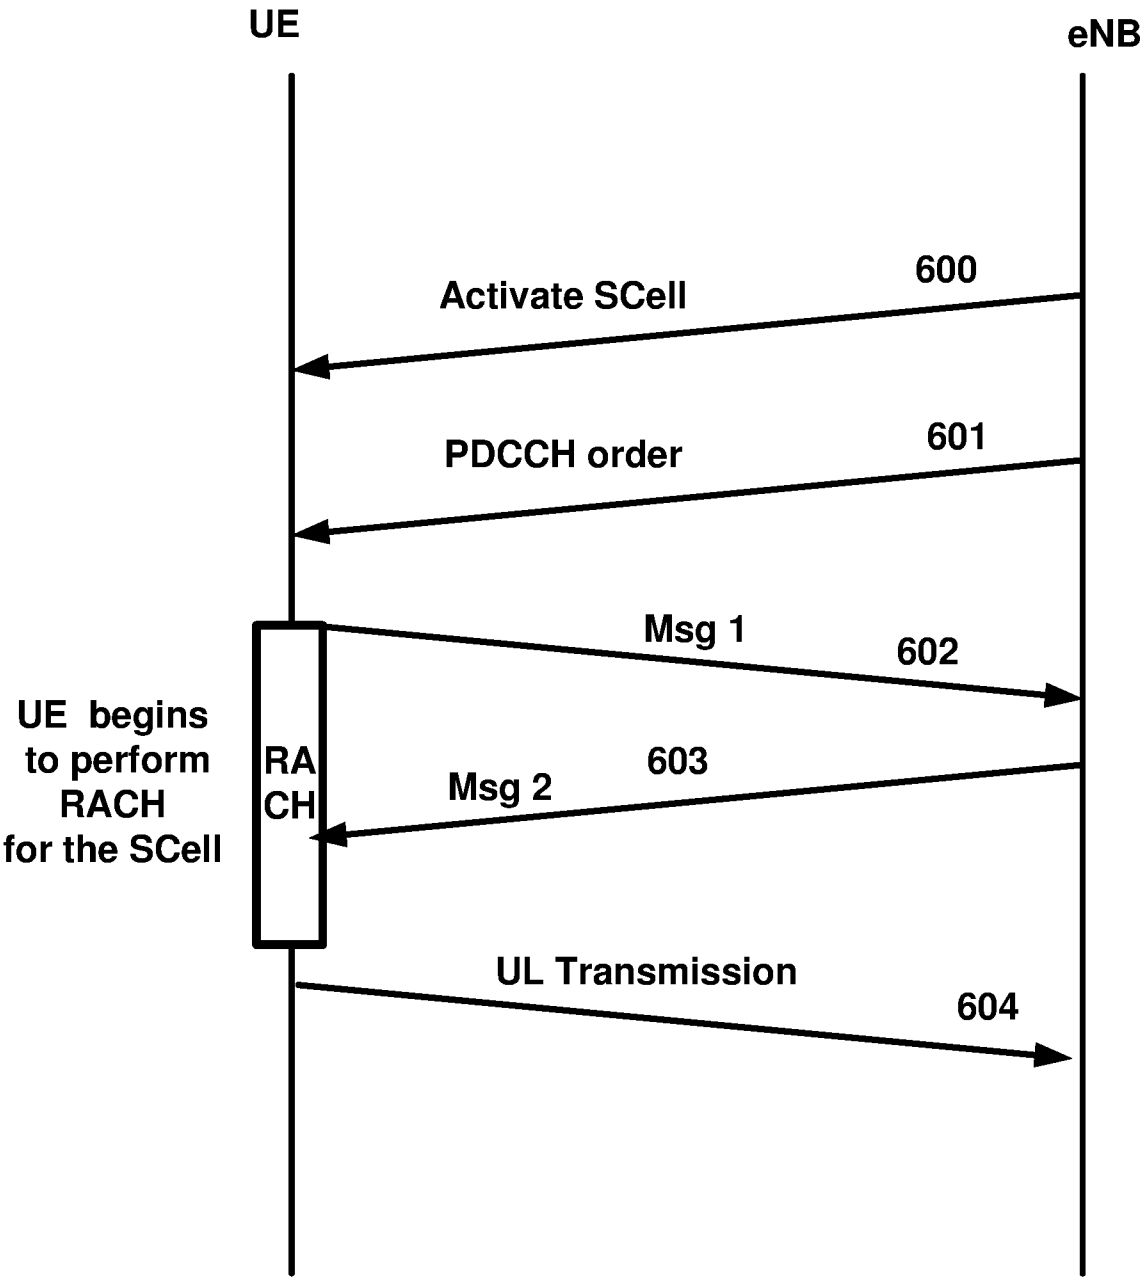 UE
eNB
600
Activate SCell
601
PDCCH order
Msg 1
602
UE begins
to perform
RACH
for the SCell
RA
CH
603
Msg 2
UL Transmission
604